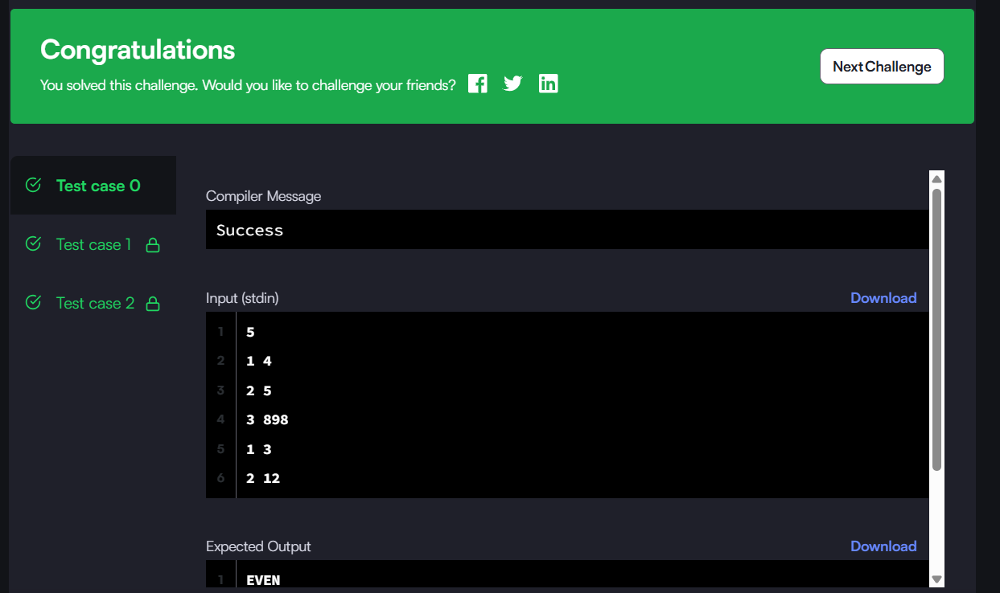 Congratulations
You solved this challenge. Would you like to challenge your friends?
Next Challenge
Test case 0
Test case 1
Test case 2
Compiler Message
Success
Input (stdin)
Download
1 5
2 1 4
3 2 5
4 3 898
5 1 3
6 2 12
Expected Output
Download
1 EVEN